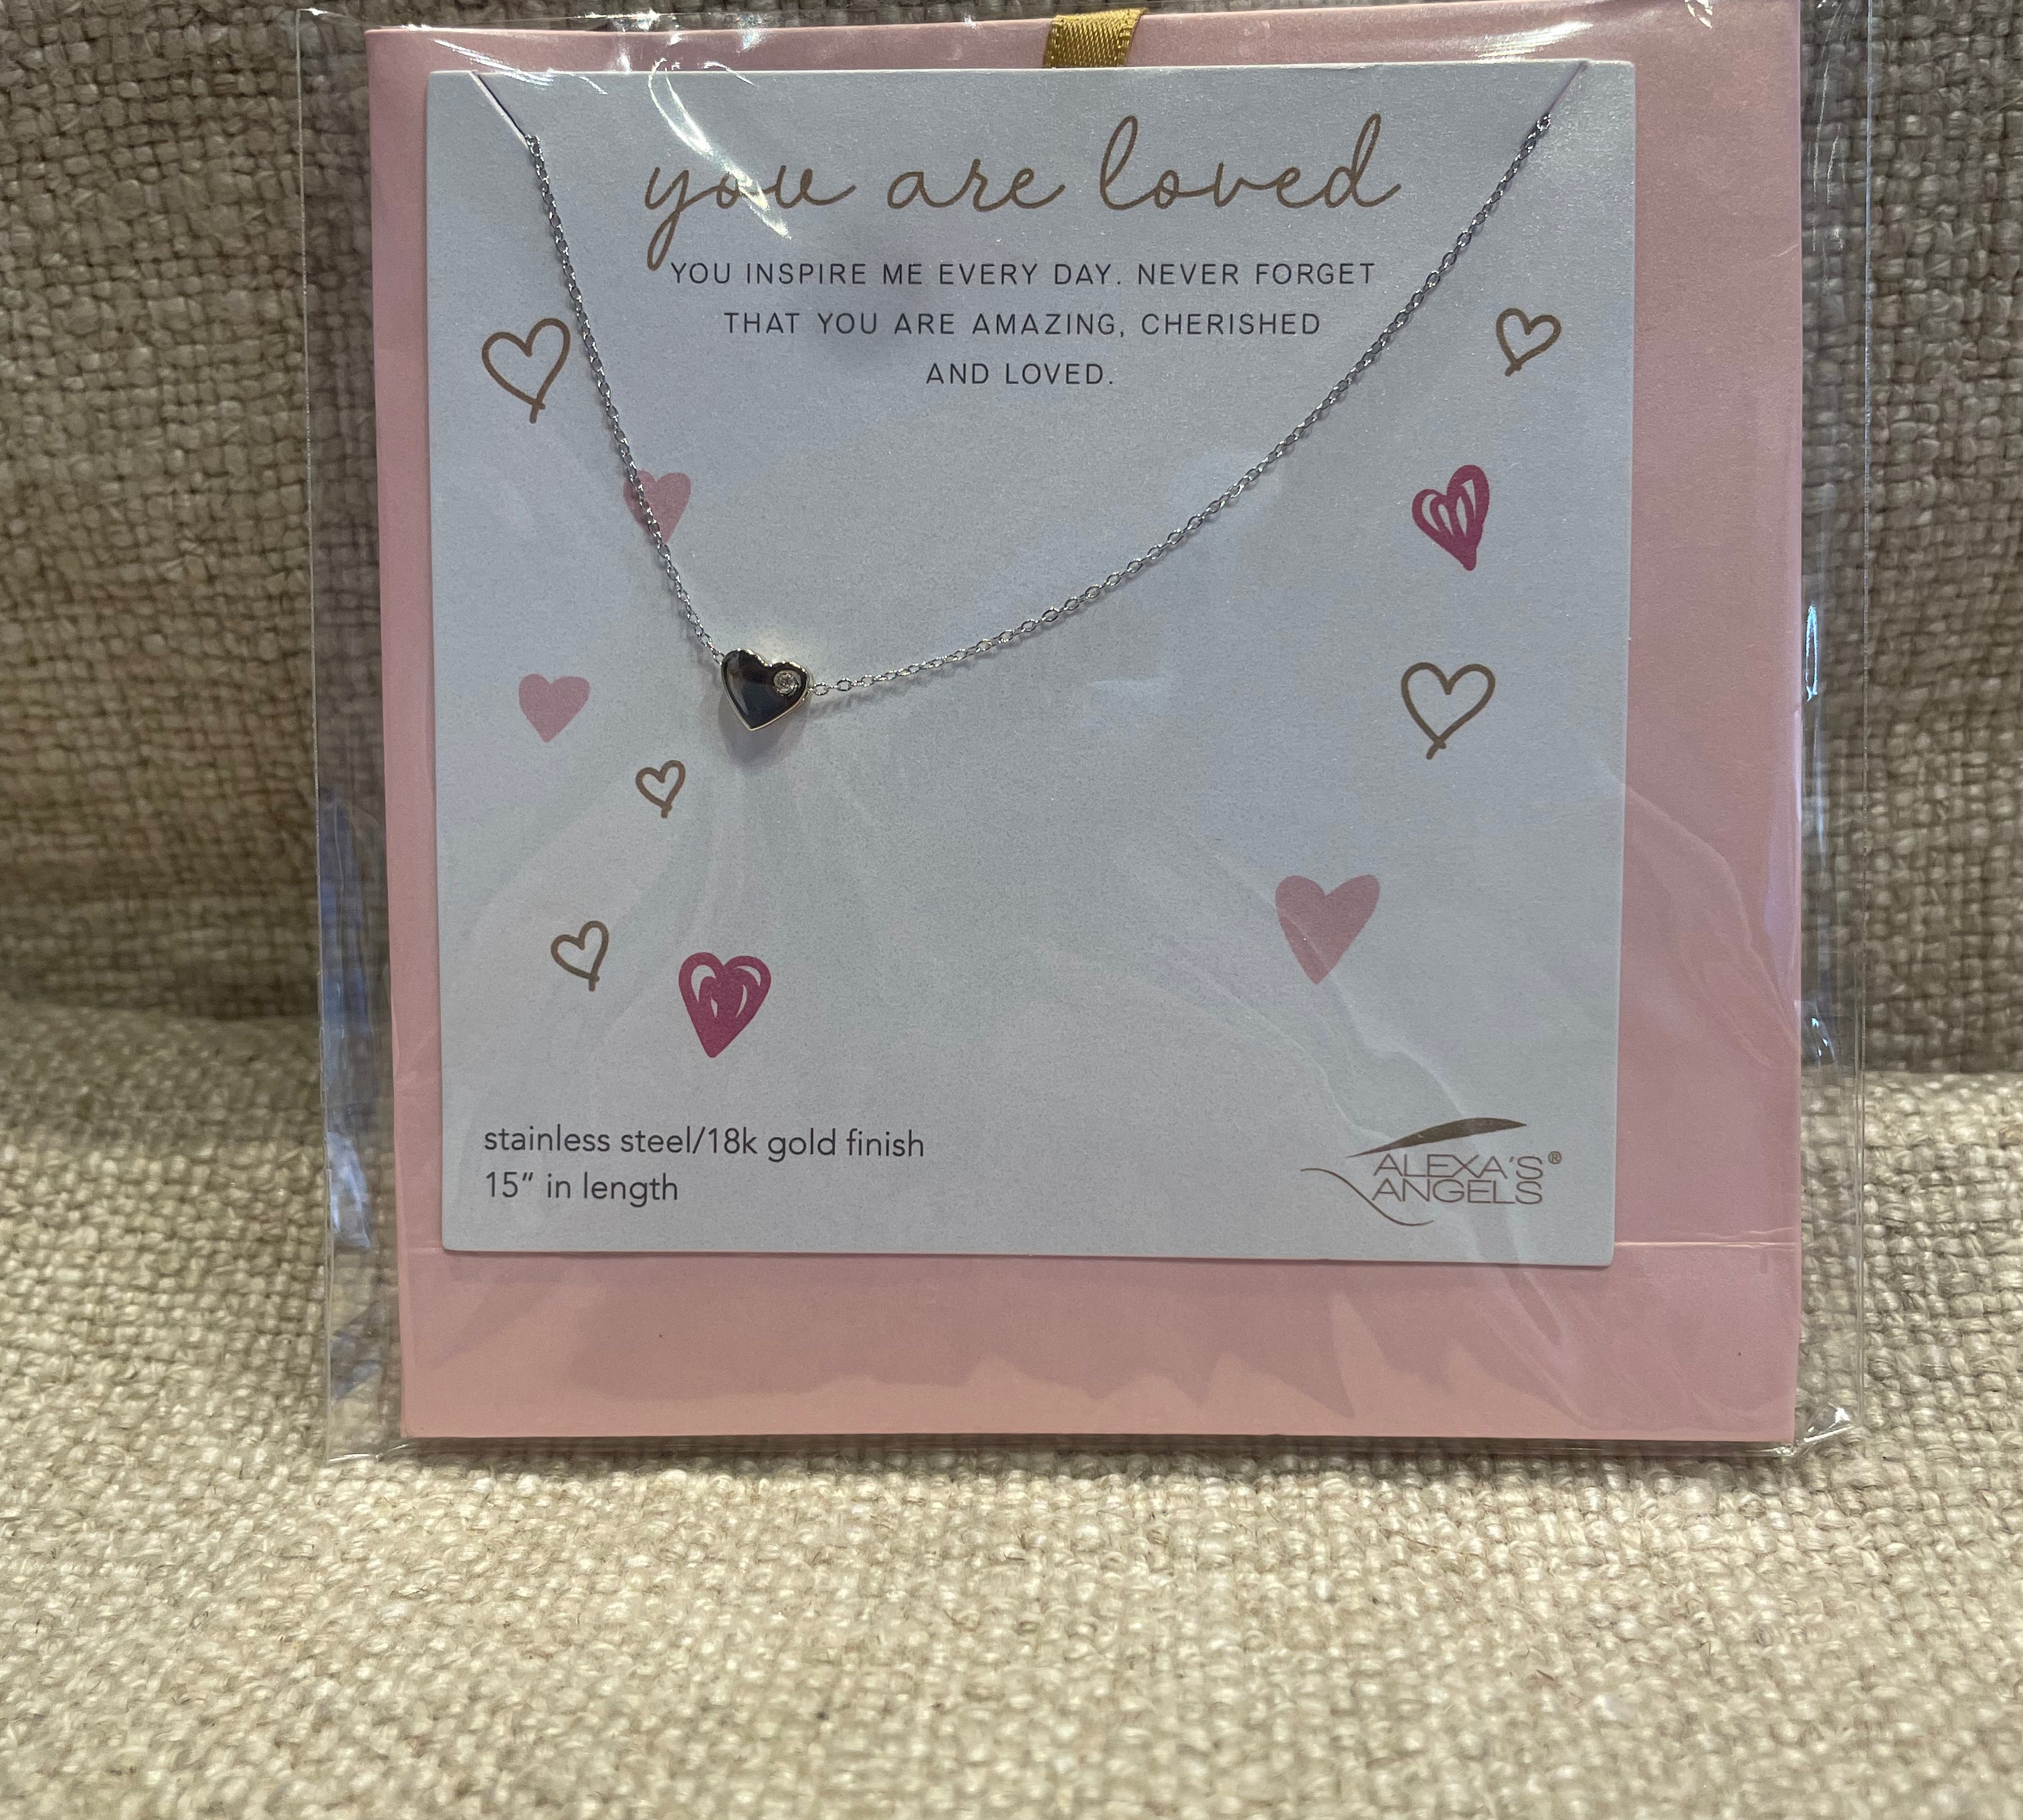 you are loved
YOU INSPIRE ME EVERY DAY. NEVER FORGET
THAT YOU ARE AMAZING, CHERISHED
AND LOVED.
stainless steel/18k gold finish
15” in length
ALEXA'S®
ANGELS